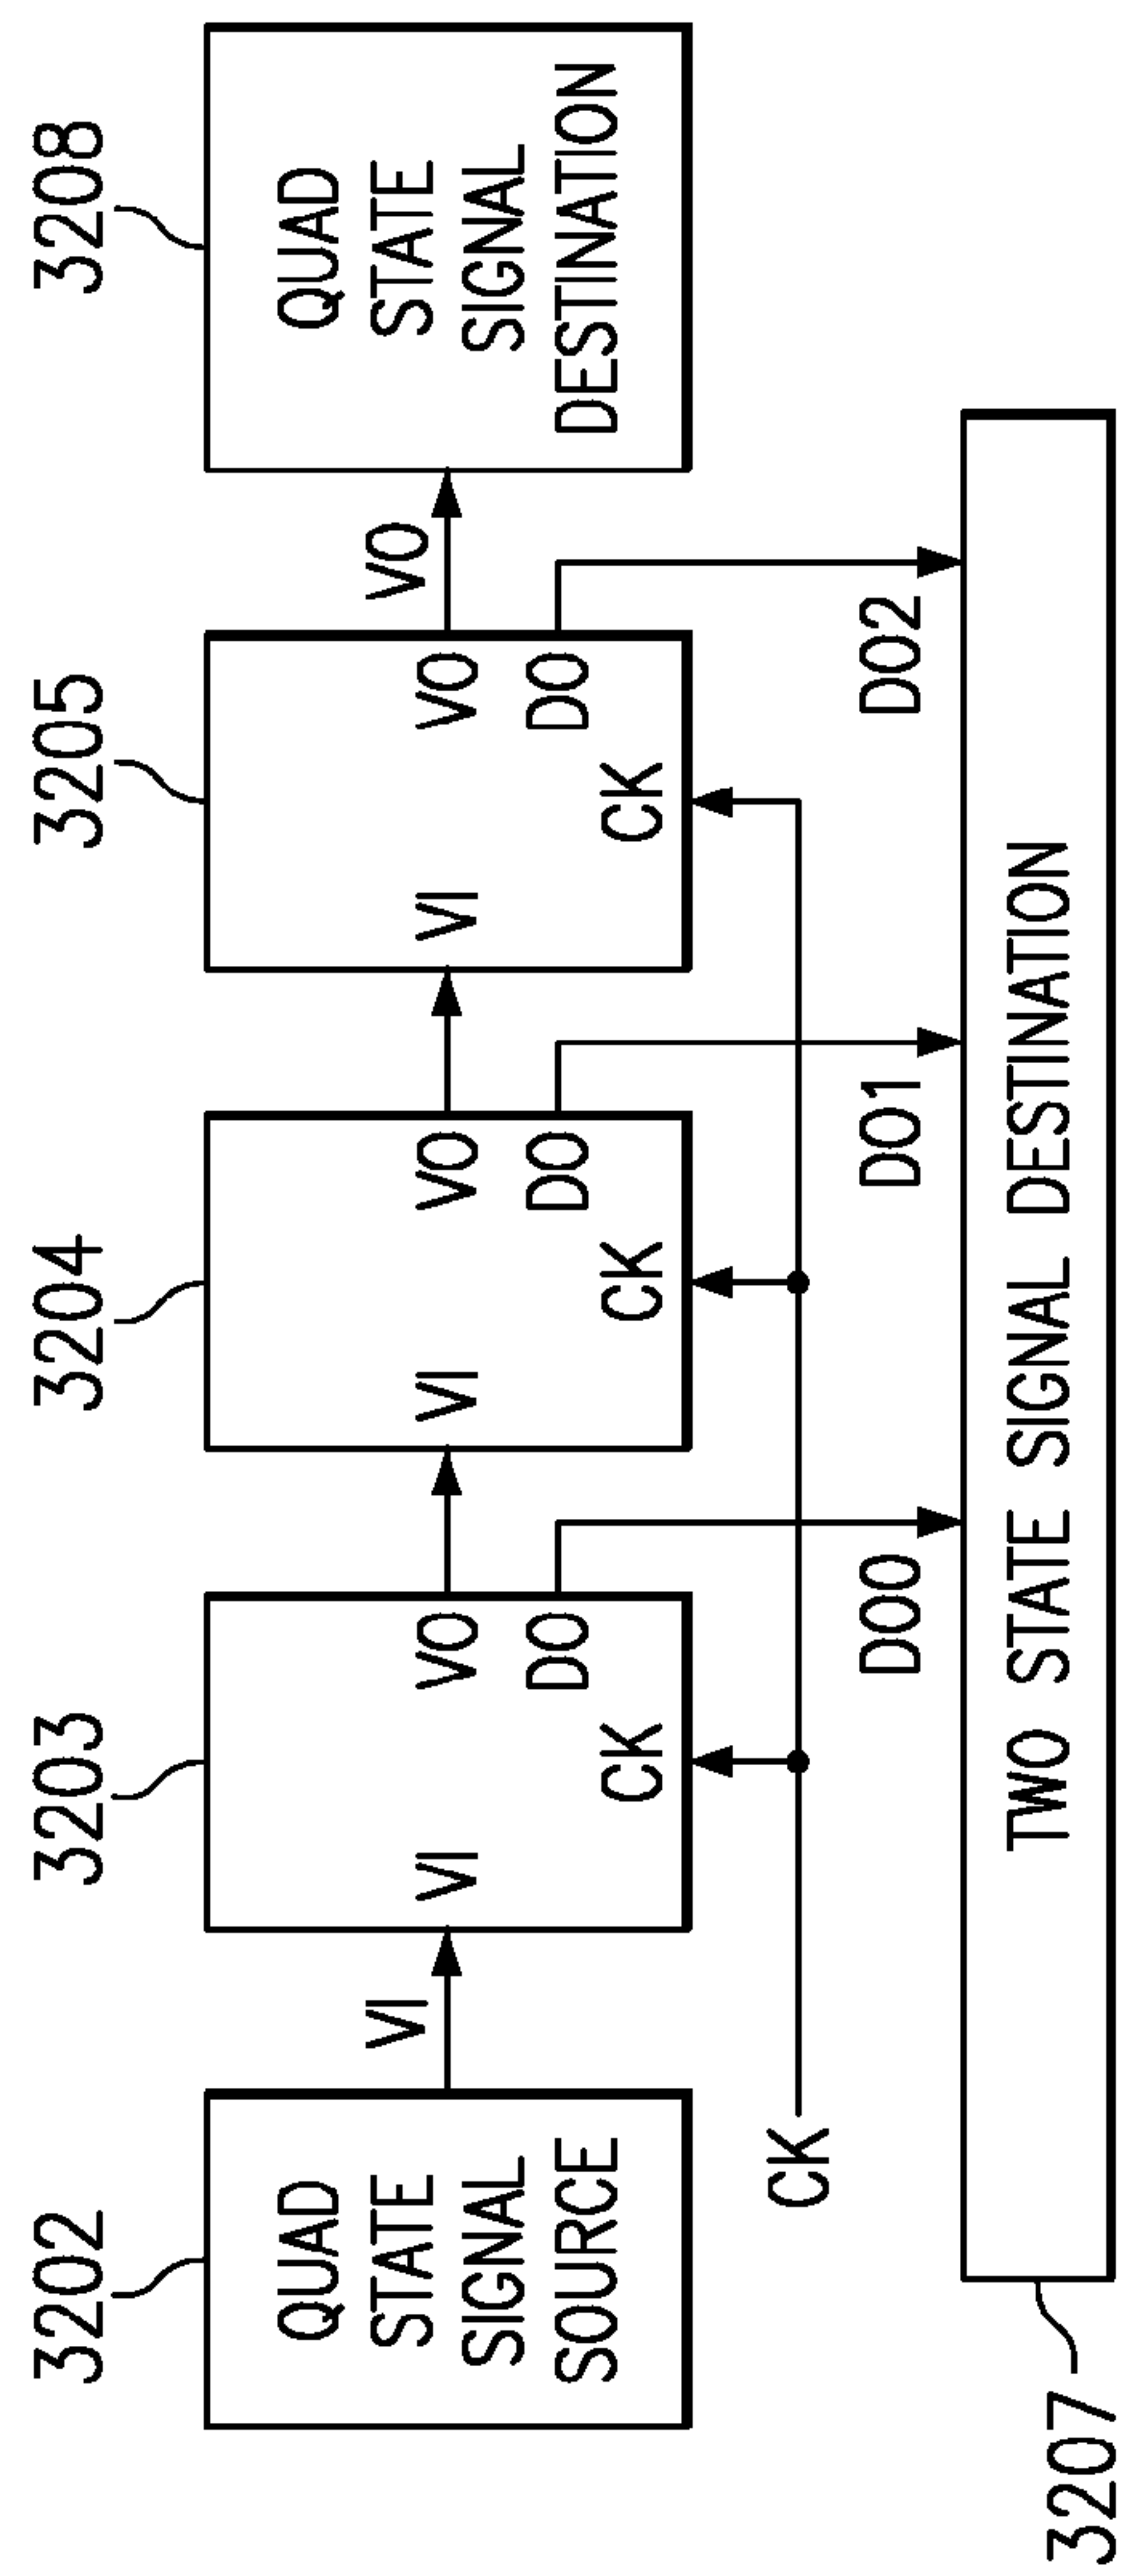 3202
3203
3204
3205
3208
QUAD
STATE
SIGNAL
SOURCE
VI
VI
VO
DO
CK
VI
VO
DO
CK
VI
VO
DO
CK
VO
QUAD
STATE
SIGNAL
DESTINATION
CK
DO0
DO1
DO2
TWO STATE SIGNAL DESTINATION
3207